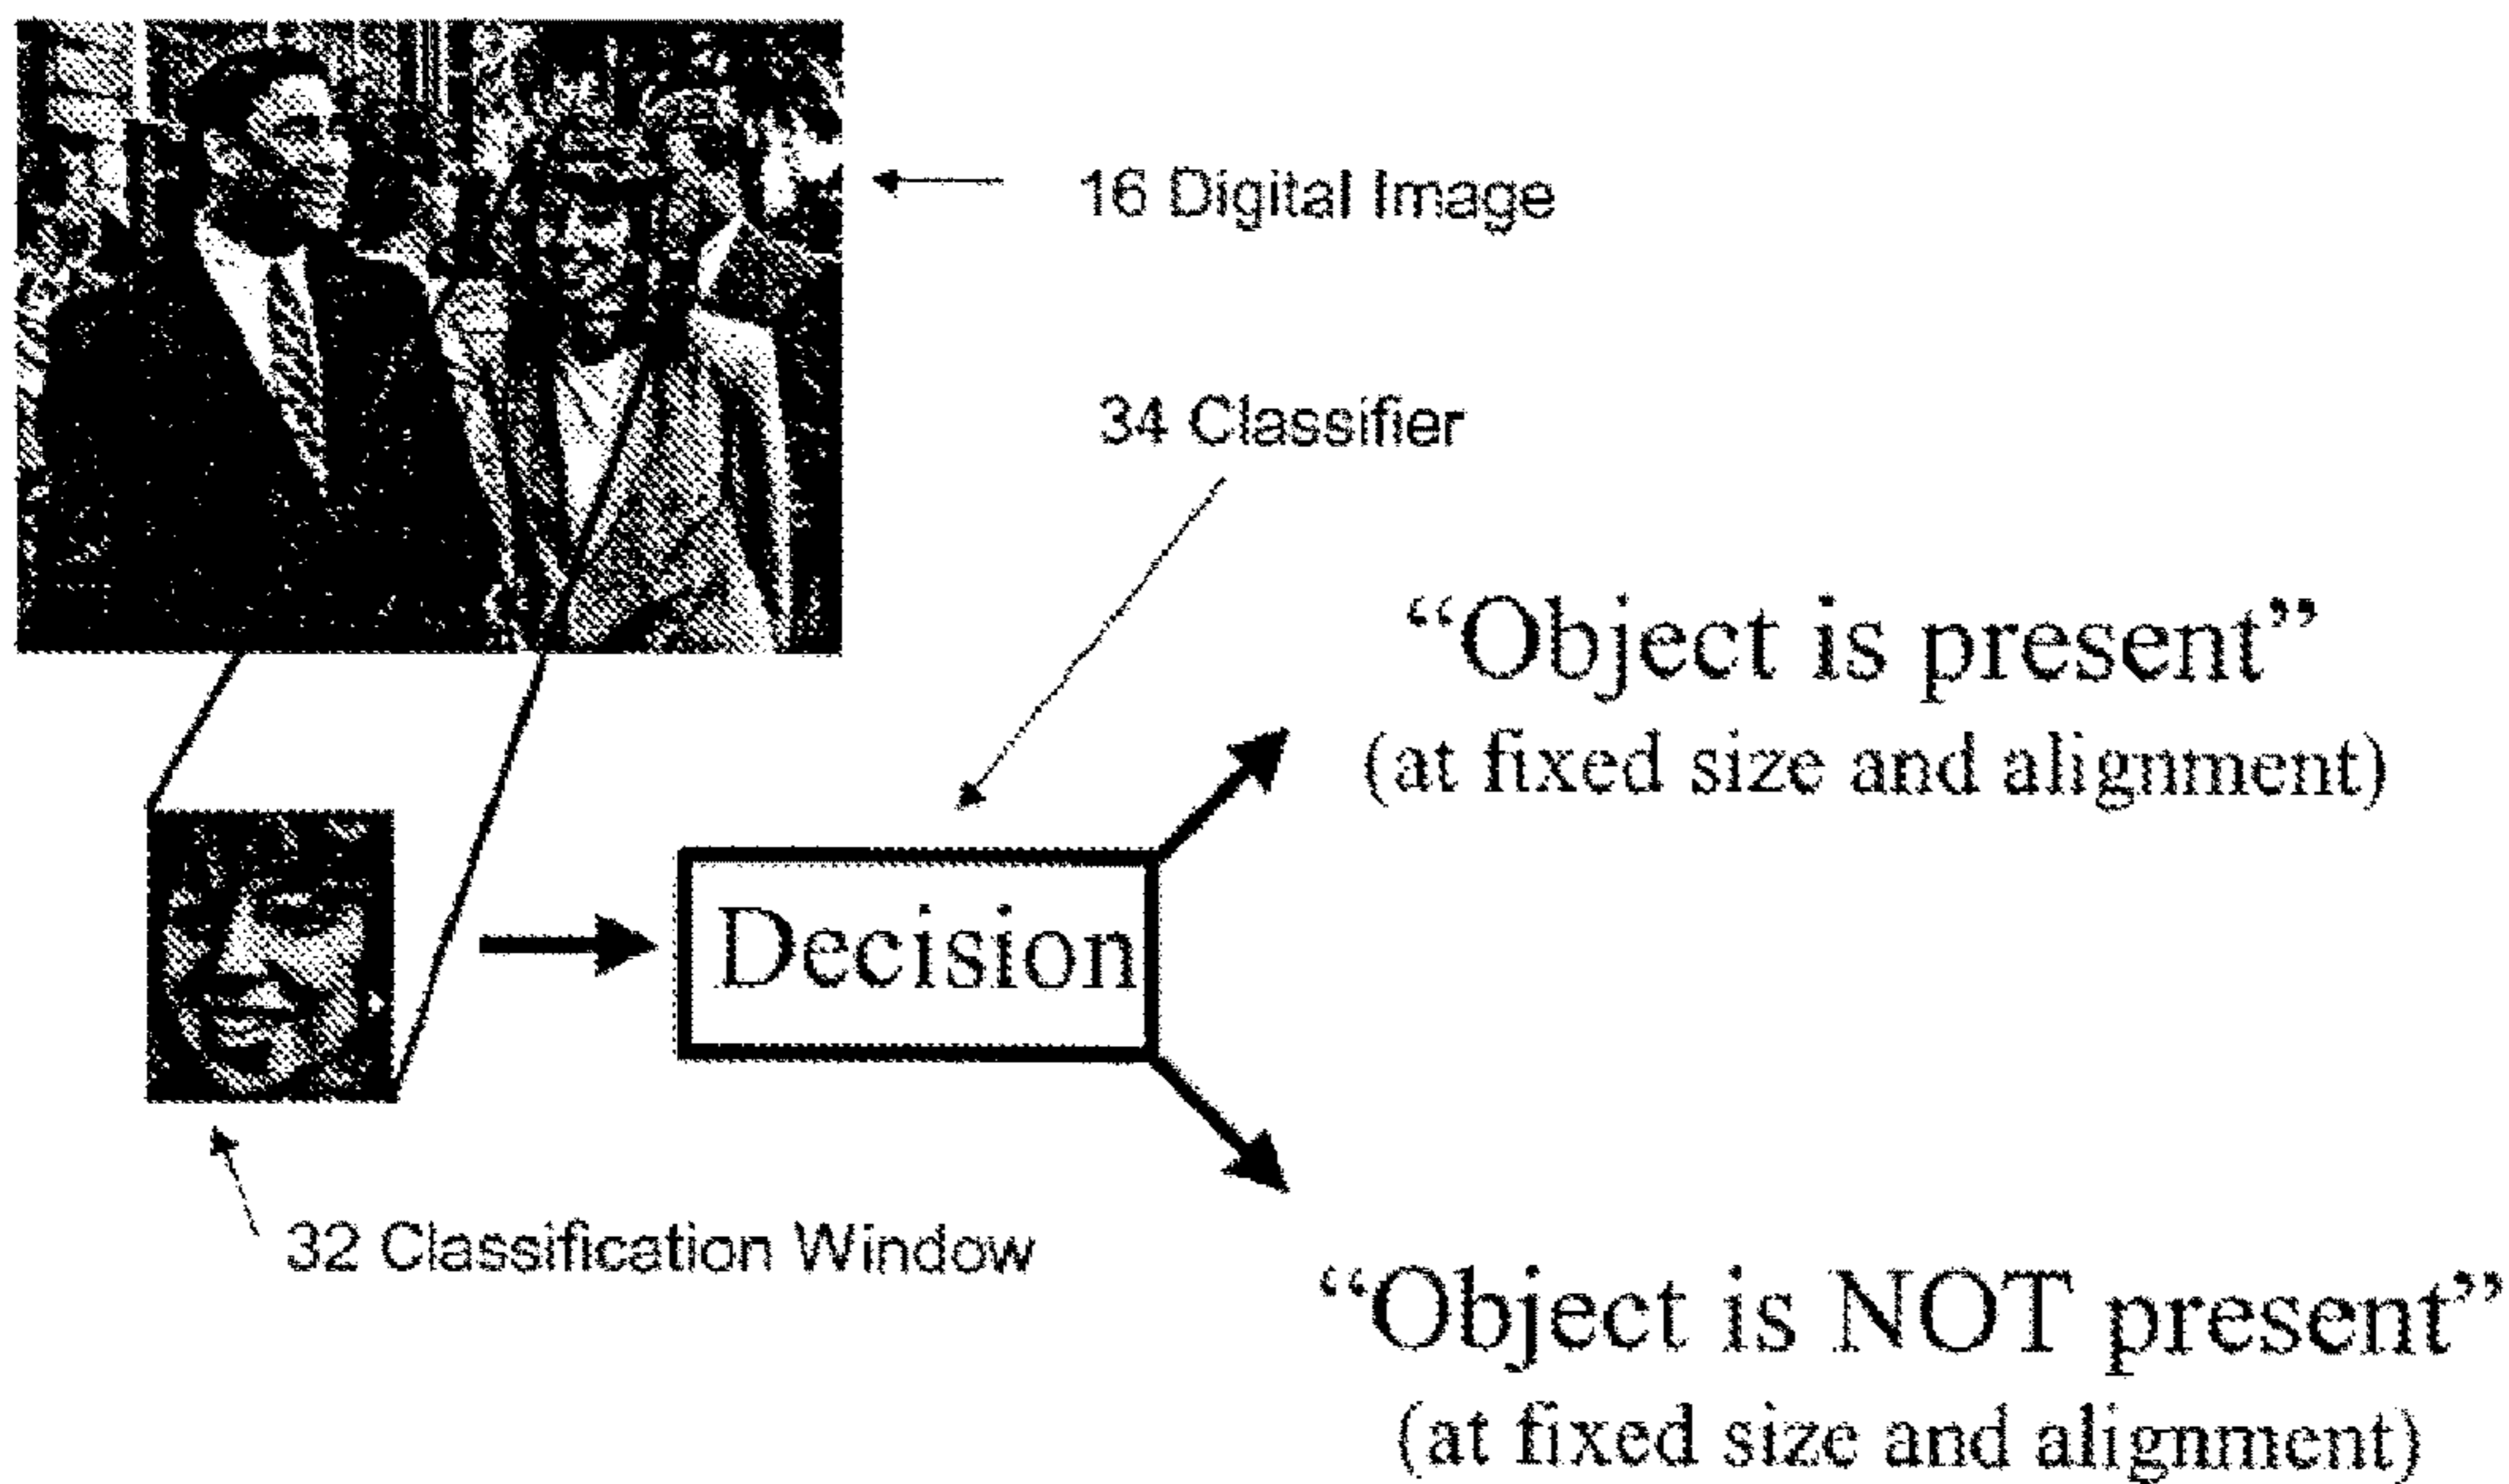 16 Digital Image
34 Classifier
“Object is present”
(at fixed size and alignment)
Decision
32 Classification Window
“Object is NOT present”
(at fixed size and alignment)